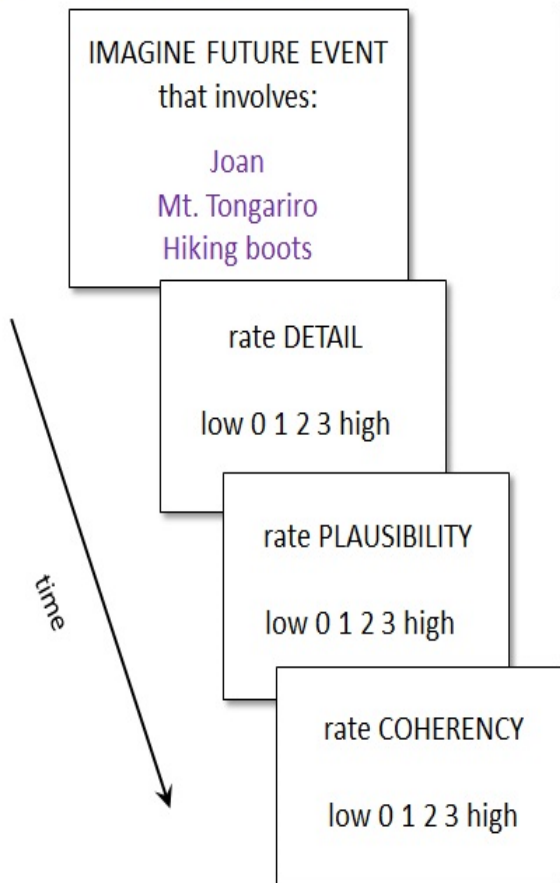 IMAGINE FUTURE EVENT
that involves:
Joan
Mt. Tongariro
Hiking boots
rate DETAIL
low 0 1 2 3 high
rate PLAUSIBILITY
low 0 1 2 3 high
rate COHERENCY
low 0 1 2 3 high
time